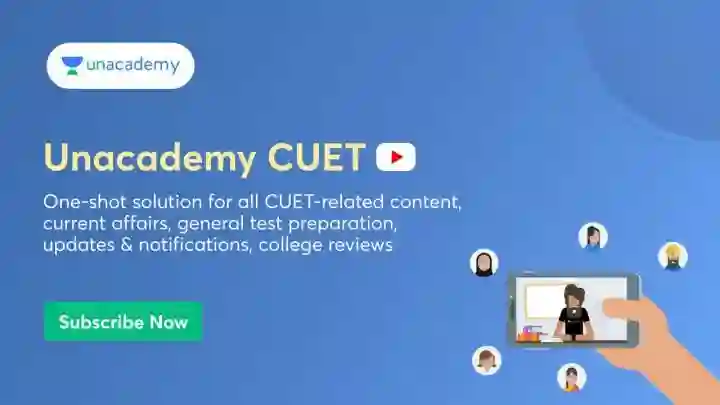 unacademy
Unacademy CUET
One-shot solution for all CUET-related content,
current affairs, general test preparation,
updates & notifications, college reviews
Subscribe Now